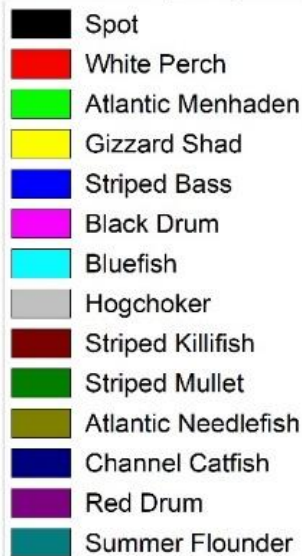 Spot
White Perch
Atlantic Menhaden
Gizzard Shad
Striped Bass
Black Drum
Bluefish
Hogchoker
Striped Killifish
Striped Mullet
Atlantic Needlefish
Channel Catfish
Red Drum
Summer Flounder